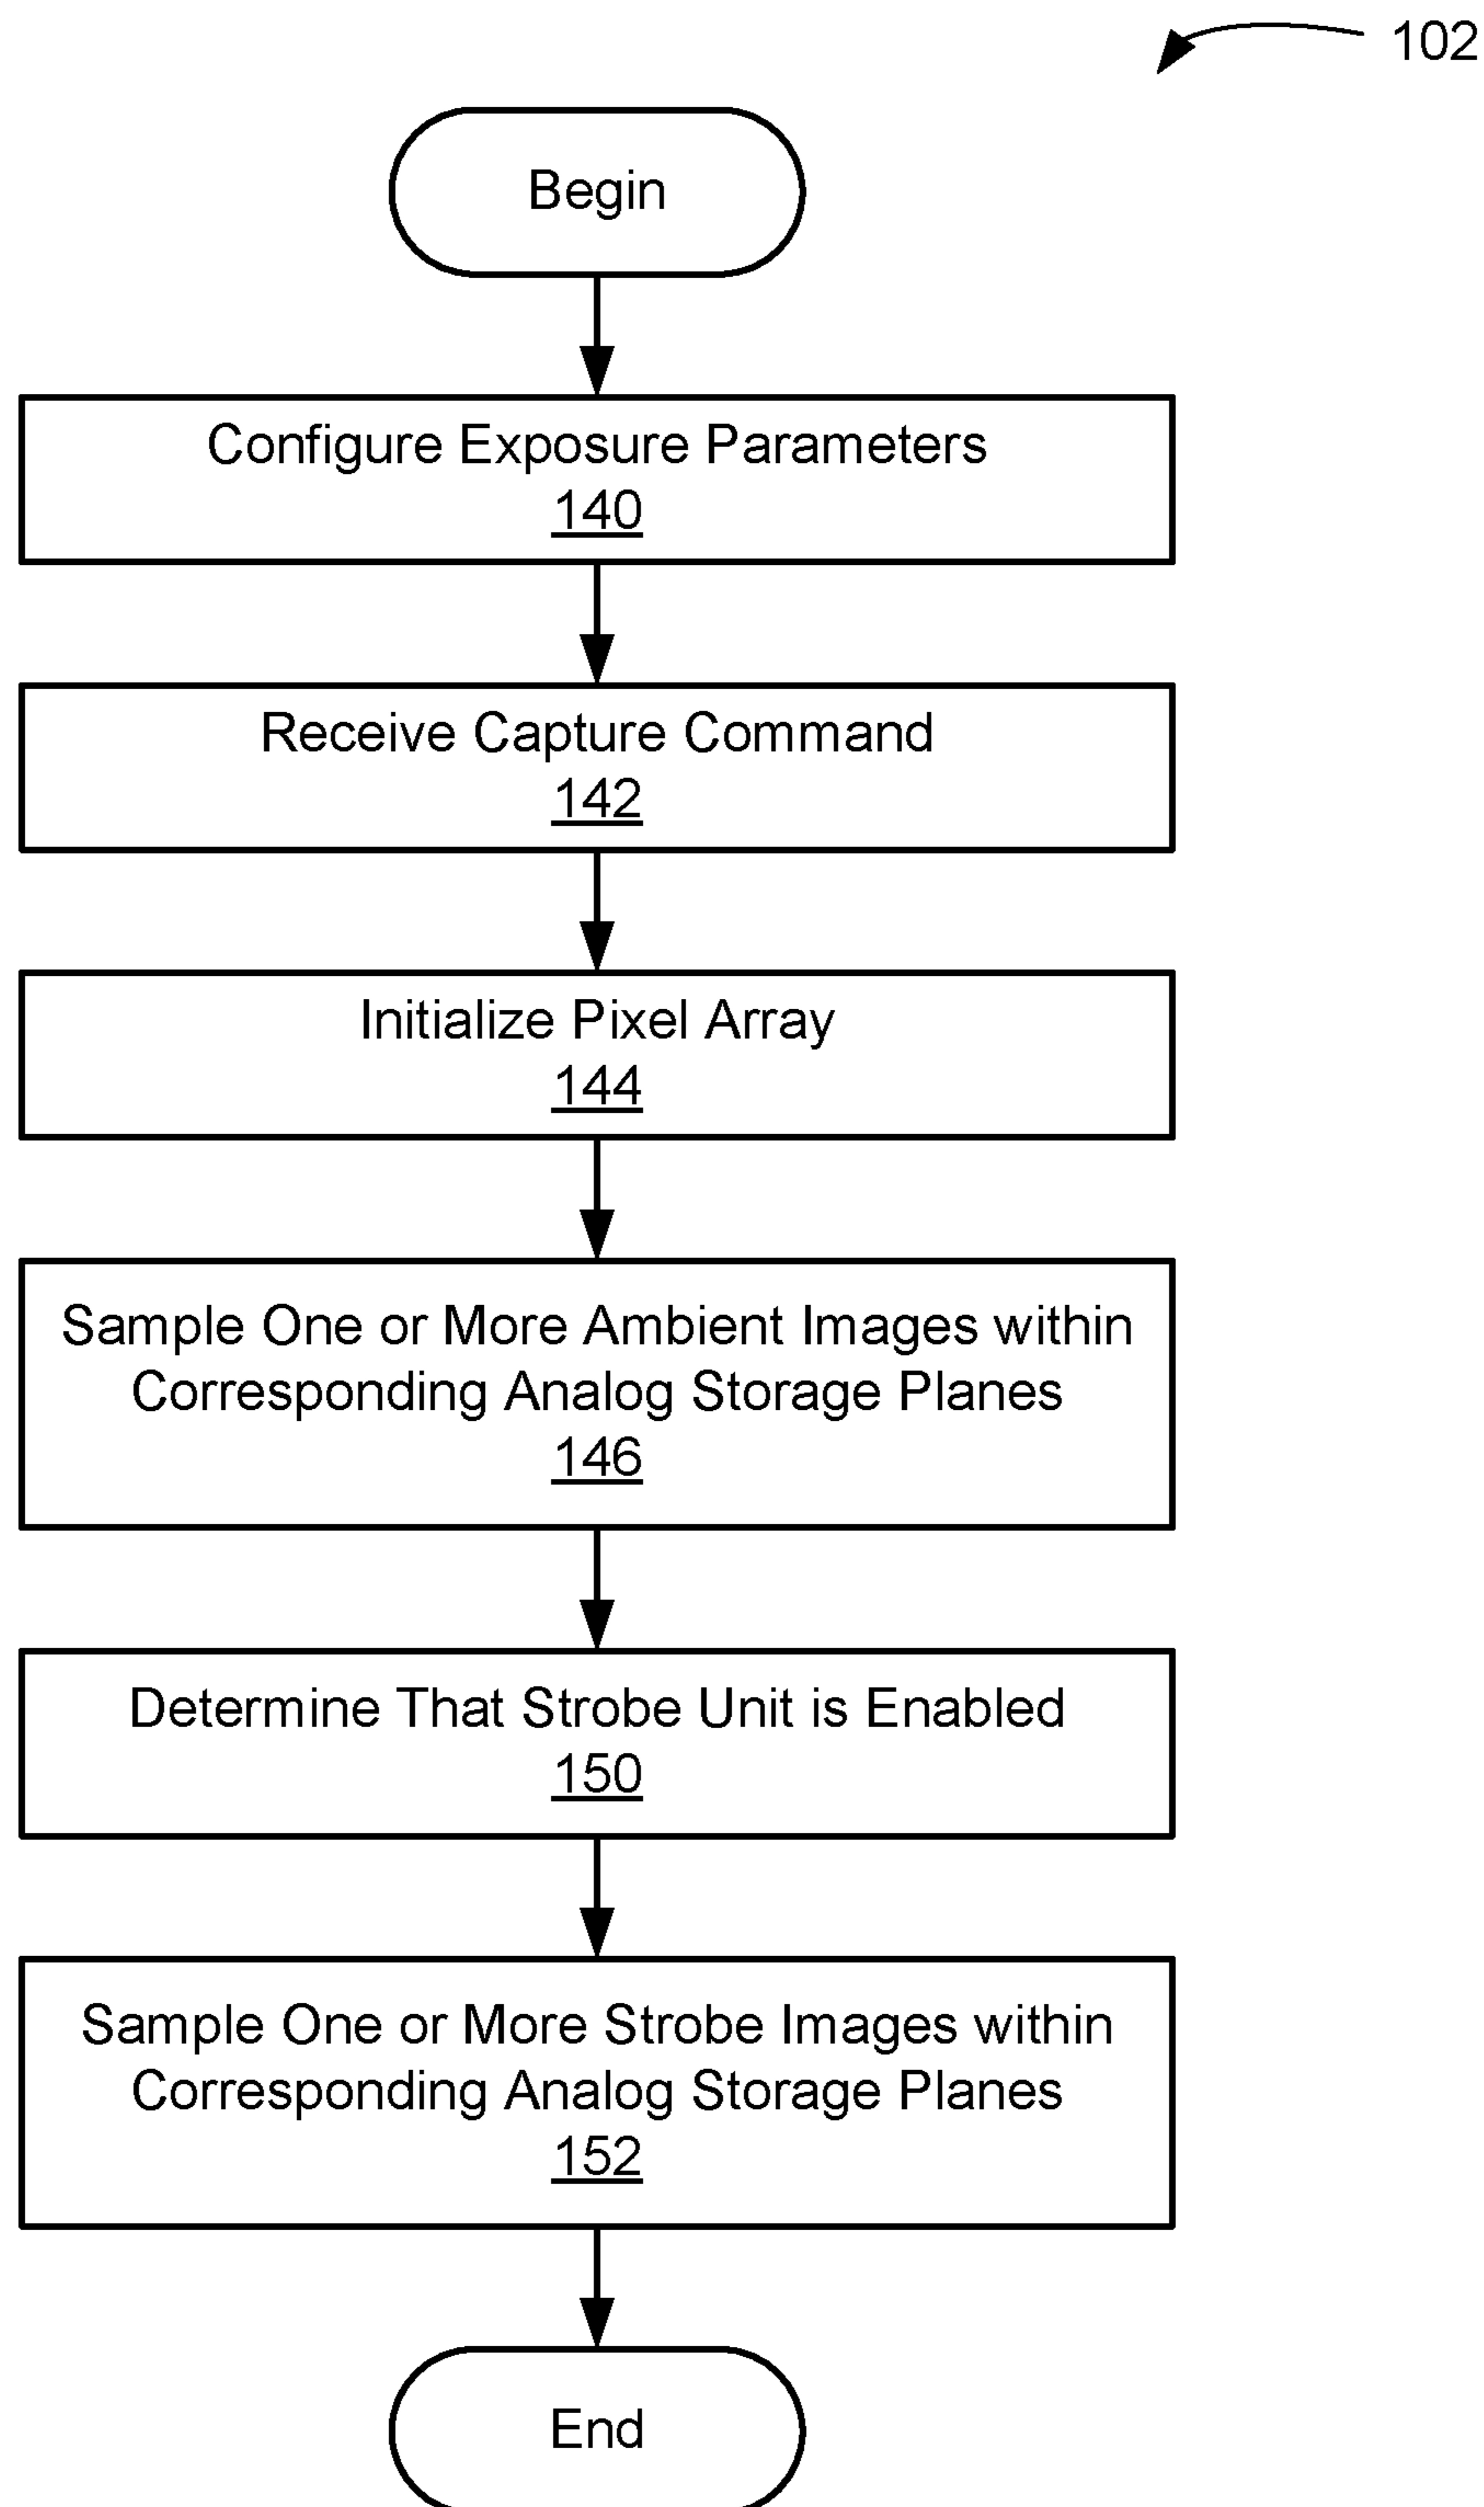 102
Begin
Configure Exposure Parameters
140
Receive Capture Command
142
Initialize Pixel Array
144
Sample One or More Ambient Images within
Corresponding Analog Storage Planes
146
Determine That Strobe Unit is Enabled
150
Sample One or More Strobe Images within
Corresponding Analog Storage Planes
152
End